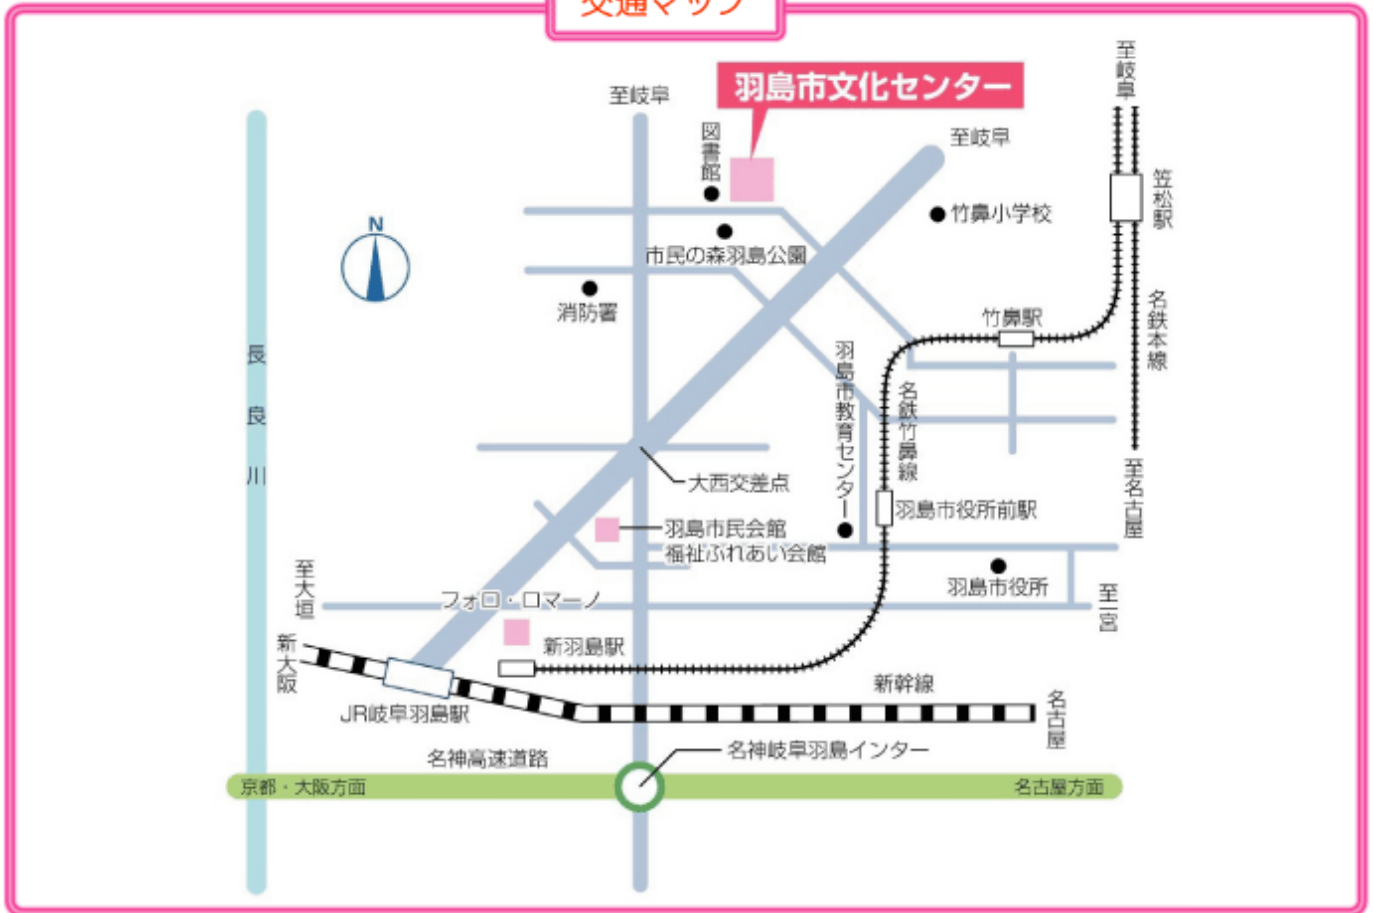 交通マップ
羽島市文化センター
至岐阜
至岐阜
至岐阜
図書館
竹鼻小学校
笠松駅
N
市民の森羽島公園
消防署
竹鼻駅
名鉄本線
長良川
羽島市教育センター
名鉄竹鼻線
大西交差点
至名古屋
羽島市役所前駅
羽島市民会館
福祉ふれあい会館
至大垣
羽島市役所
至一宮
フォロ・ロマーノ
新大阪
新羽島駅
新幹線
名古屋
JR岐阜羽島駅
名神岐阜羽島インター
名神高速道路
京都・大阪方面
名古屋方面